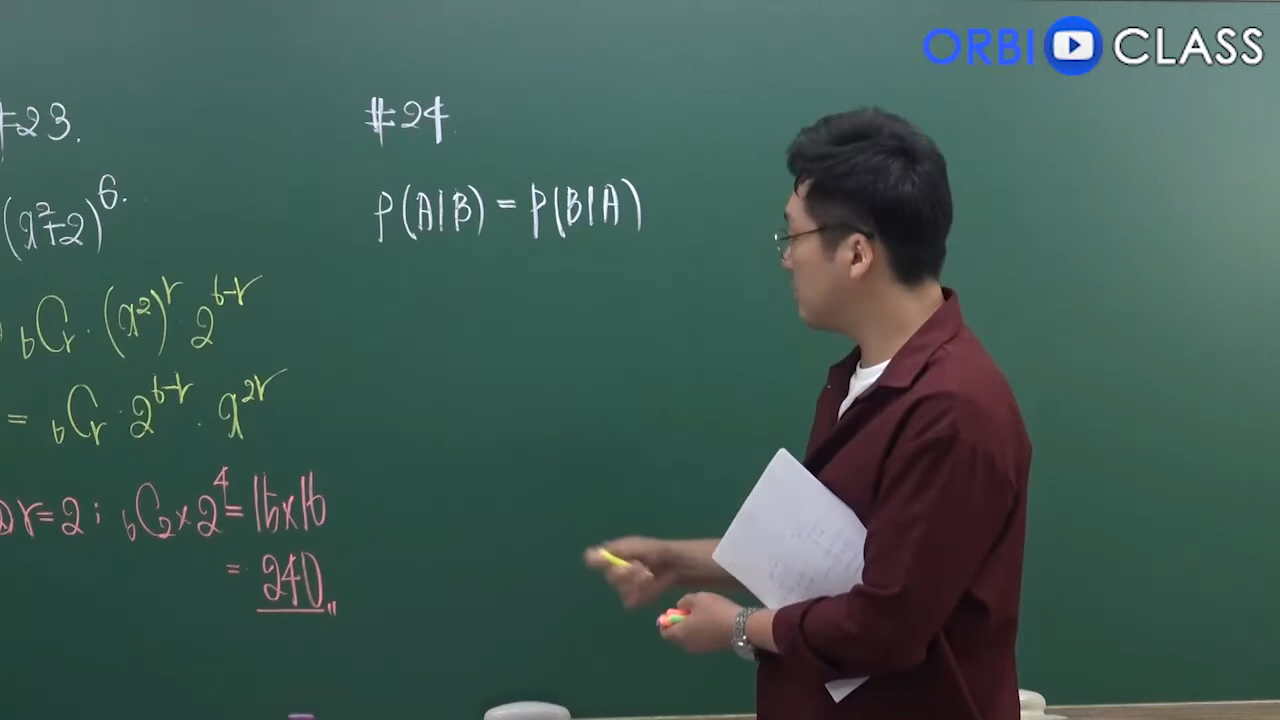 ORBI CLASS
#23.
(x²+2)⁶.
₆Cᵣ · (x²)ʳ 2⁶⁻ʳ
= ₆Cᵣ · 2⁶⁻ʳ · x²ʳ
r=2 ; ₆C₂ × 2⁴ = 15×16
= 240
#24.
P(A|B) = P(B|A)